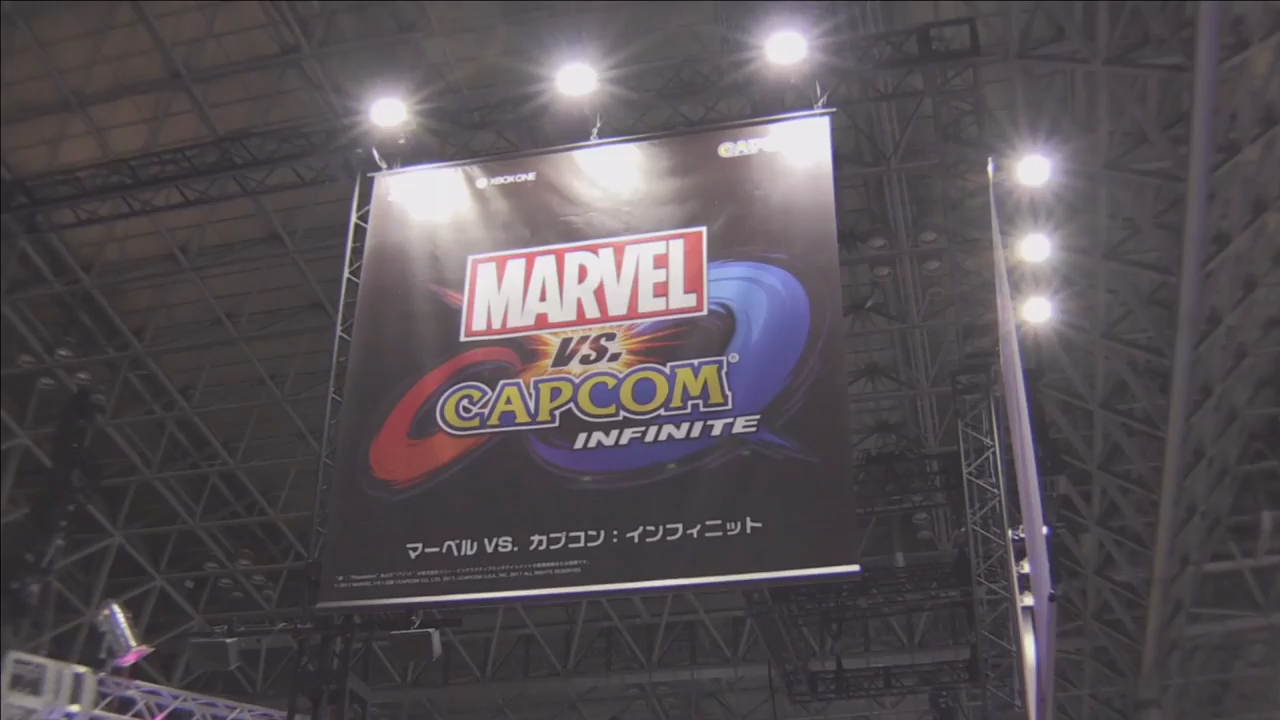 XBOX ONE
MARVEL
VS.
CAPCOM®
INFINITE
マーベル VS. カプコン：インフィニット